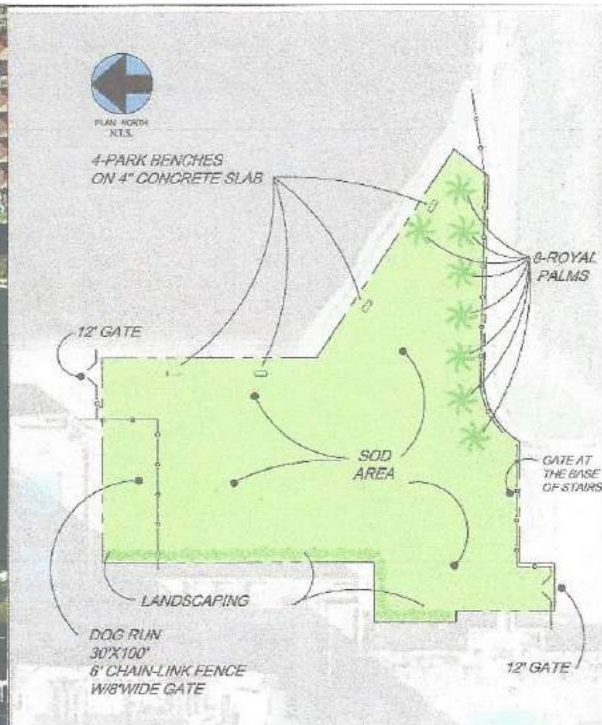 PLAN NORTH
N.T.S.
4-PARK BENCHES
ON 4" CONCRETE SLAB
8-ROYAL
PALMS
12' GATE
SOD
AREA
GATE AT
THE BASE
OF STAIRS
LANDSCAPING
DOG RUN
30'X100'
6' CHAIN-LINK FENCE
W/8'WIDE GATE
12' GATE